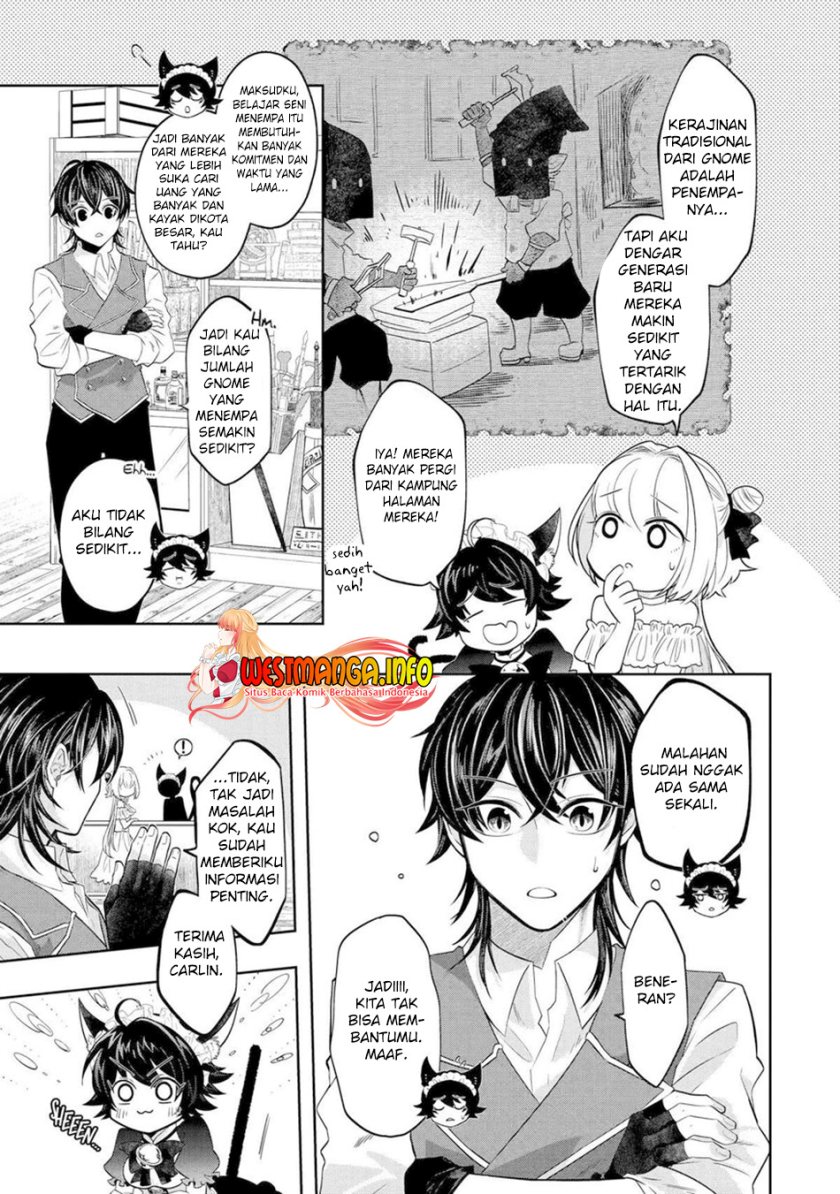 KERAJINAN
TRADISIONAL
DARI GNOME
ADALAH
PENEMPA-
NYA...
TAPI AKU
DENGAR
GENERASI
BARU MEREKA
MAKIN
SEDIKIT
YANG
TERTARIK
DENGAN
HAL ITU.
IYA! MEREKA
BANYAK PERGI
DARI KAMPUNG
HALAMAN
MEREKA!
sedih
banget
yah!
?
MAKSUDKU,
BELAJAR SENI
MENEMPA ITU
MEMBUTUH-
KAN BANYAK
KOMITMEN DAN
WAKTU YANG
LAMA...
JADI BANYAK
DARI MEREKA
YANG LEBIH
SUKA CARI
UANG YANG
BANYAK DAN
KAYAK DIKOTA
BESAR, KAU
TAHU?
Hm.
JADI KAU
BILANG
JUMLAH
GNOME
YANG
MENEMPA
SEMAKIN
SEDIKIT?
Ehh...
AKU TIDAK
BILANG
SEDIKIT...
WESTMANGA.INFO
Situs Baca Komik Berbahasa Indonesia
MALAHAN
SUDAH NGGAK
ADA SAMA
SEKALI.
BENE-
RAN?
JADIIII,
KITA TAK
BISA MEM-
BANTUMU.
MAAF.
!
...TIDAK,
TAK JADI
MASALAH
KOK, KAU
SUDAH
MEMBERIKU
INFORMASI
PENTING.
TERIMA
KASIH,
CARLIN.
SHEEEN...